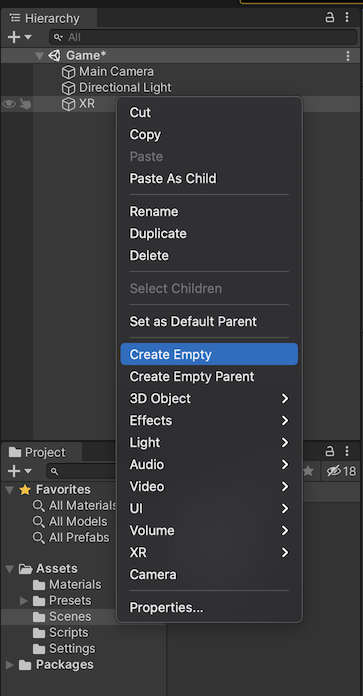 Hierarchy
All
Game*
Main Camera
Directional Light
XR
Cut
Copy
Paste
Paste As Child
Rename
Duplicate
Delete
Select Children
Set as Default Parent
Create Empty
Create Empty Parent
3D Object
Effects
Light
Audio
Video
UI
Volume
XR
Camera
Properties...
Project
18
Favorites
All Materials
All Models
All Prefabs
Assets
Materials
Presets
Scenes
Scripts
Settings
Packages